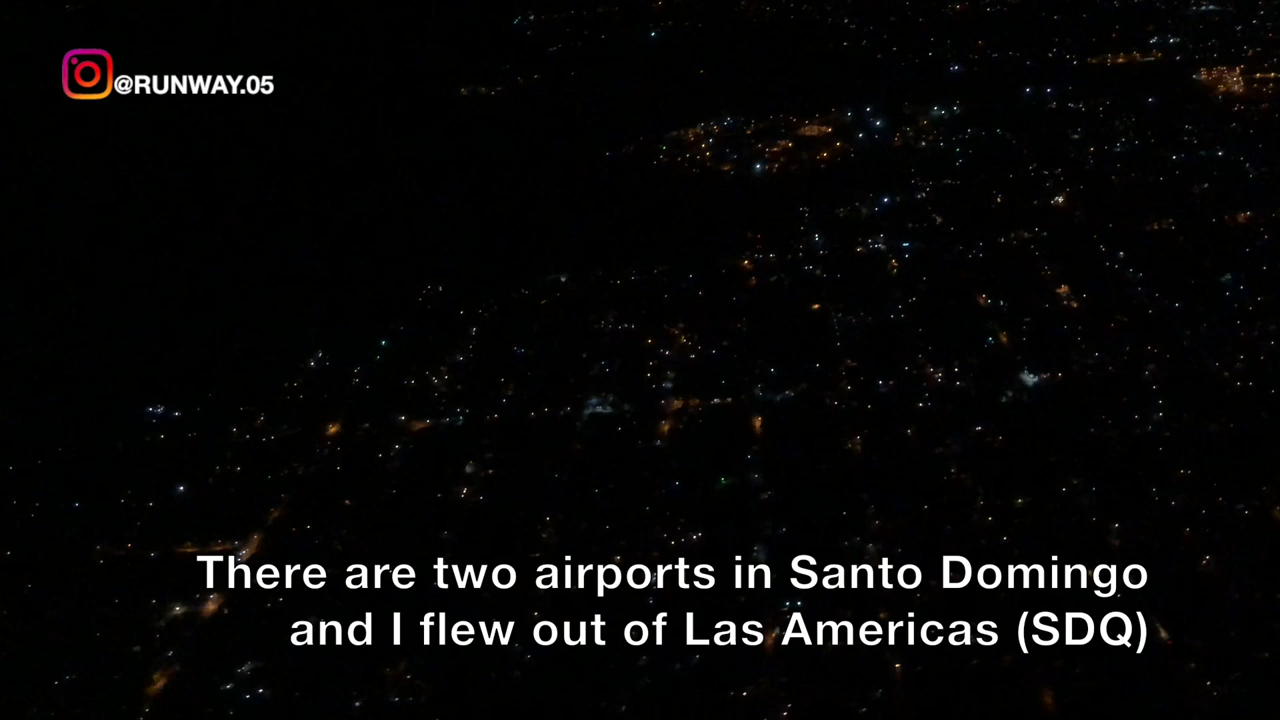 @RUNWAY.05
There are two airports in Santo Domingo
and I flew out of Las Americas (SDQ)